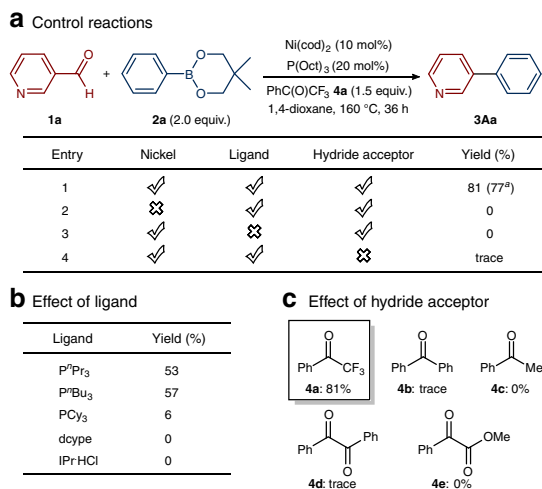 a Control reactions
N
O
H
1a
+
B
O
O
2a (2.0 equiv.)
Ni(cod)2 (10 mol%)
P(Oct)3 (20 mol%)
PhC(O)CF3 4a (1.5 equiv.)
1,4-dioxane, 160 °C, 36 h
N
3Aa
Entry Nickel Ligand Hydride acceptor Yield (%)
1 81 (77a)
2 0
3 0
4 trace
b Effect of ligand
Ligand Yield (%)
PnPr3 53
PnBu3 57
PCy3 6
dcype 0
IPr·HCl 0
c Effect of hydride acceptor
O
Ph CF3
4a: 81%
O
Ph Ph
4b: trace
O
Ph Me
4c: 0%
O
Ph Ph
O
4d: trace
O
Ph OMe
O
4e: 0%